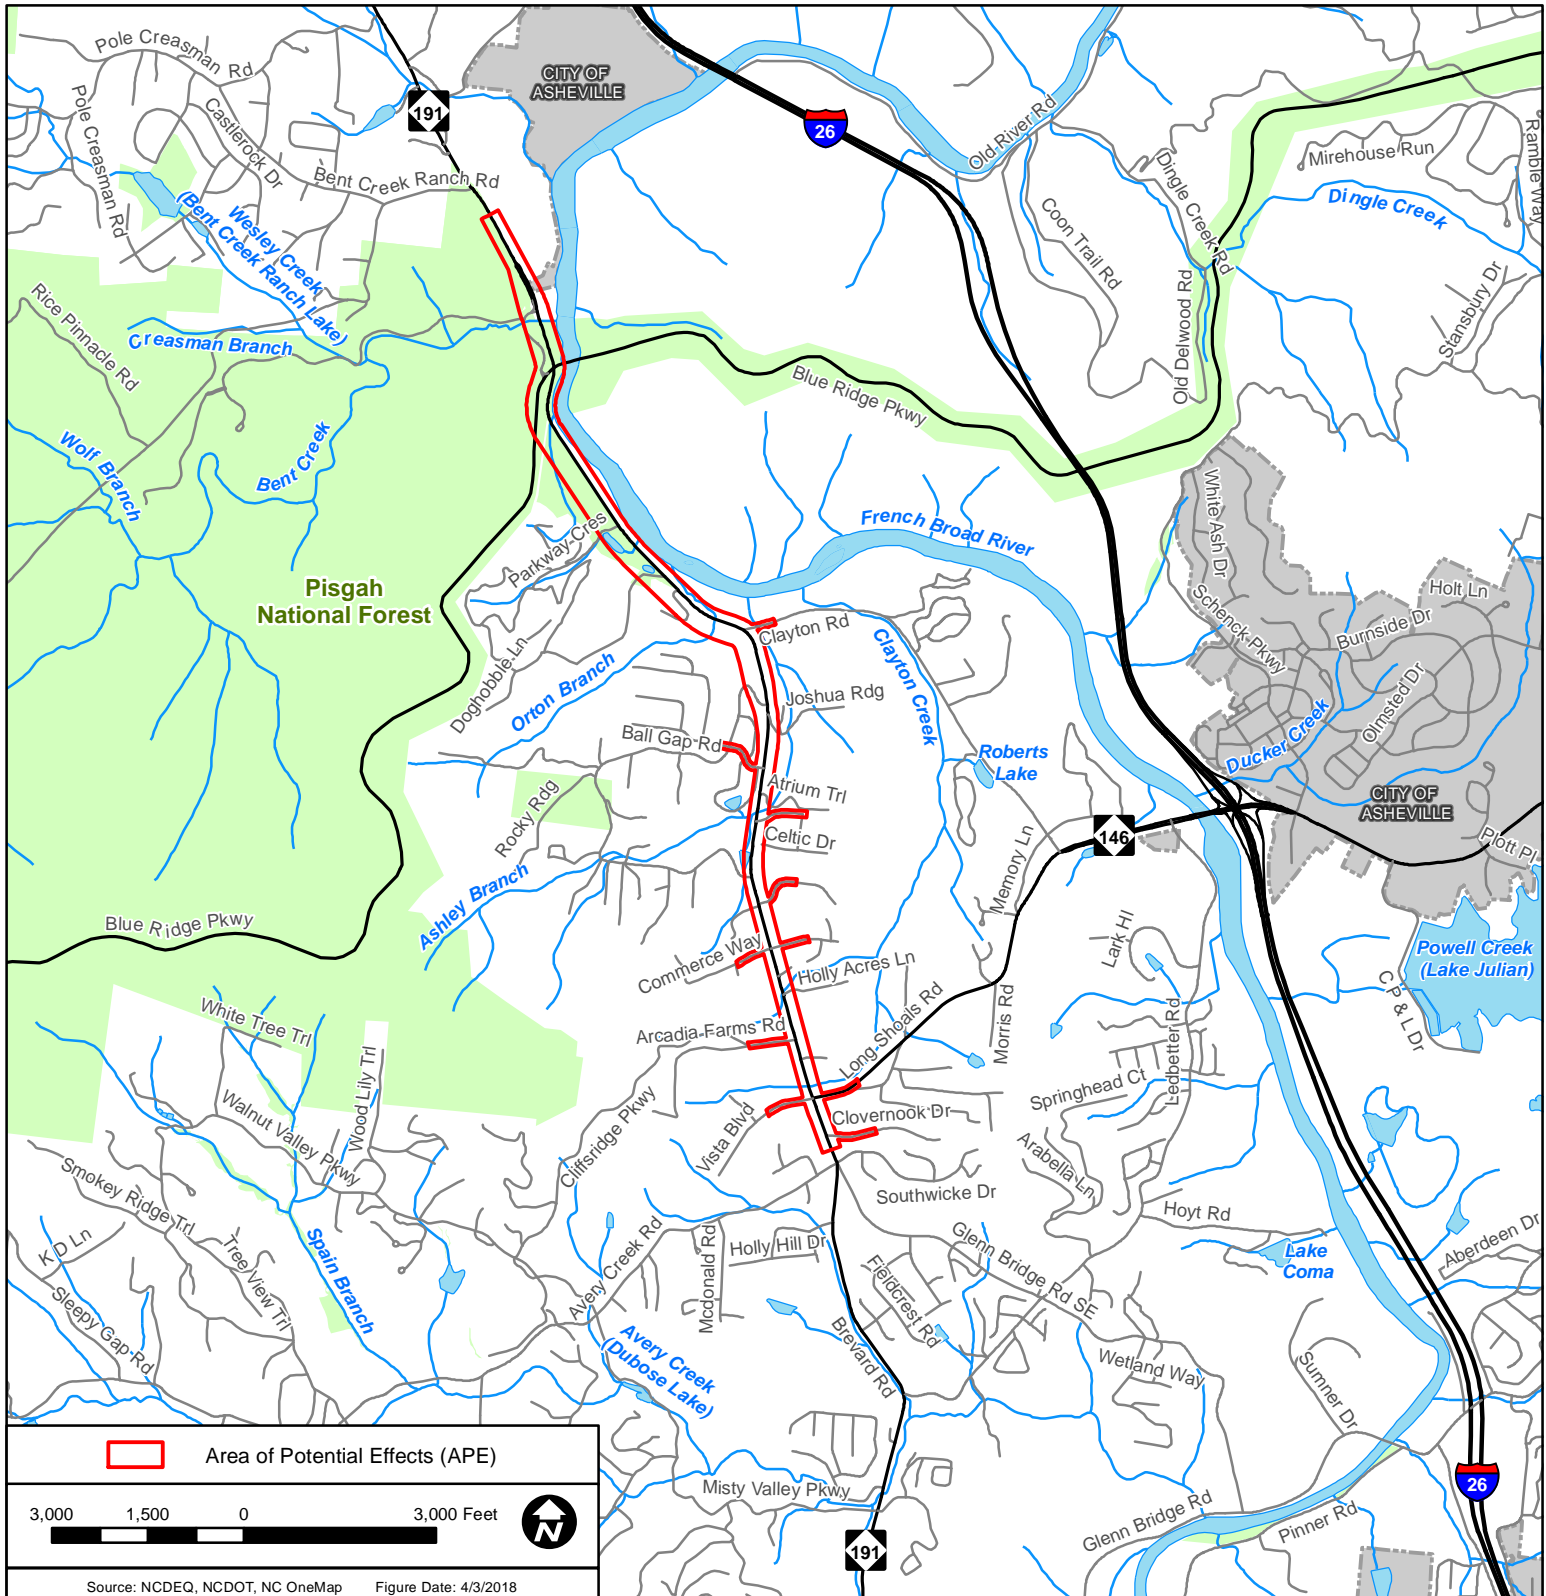 Pole Creasman Rd
CITY OF
ASHEVILLE
191
26
Old River Rd
Pole Creasman Rd
Castlerock Dr
Bent Creek Ranch Rd
Dingle Creek Rd
Mirehouse Run
Ramble Way
Dingle Creek
Wesley Creek
(Bent Creek Ranch Lake)
Coon Trail Rd
Rice Pinnacle Rd
Creasman Branch
Old Delwood Rd
Stansbury Dr
Blue Ridge Pkwy
Wolf Branch
Bent Creek
White Ash Dr
French Broad River
Parkway Cres
Pisgah
National Forest
Holt Ln
Schenck Pkwy
Burnside Dr
Clayton Rd
Clayton Creek
Doghobble Ln
Orton Branch
Joshua Rdg
Olmsted Dr
Ball Gap Rd
Ducker Creek
Roberts
Lake
Atrium Trl
CITY OF
ASHEVILLE
Rocky Rdg
Celtic Dr
146
Plott Pl
Memory Ln
Ashley Branch
Blue Ridge Pkwy
Lark Hl
Commerce Way
Powell Creek
(Lake Julian)
Holly Acres Ln
C P & L Dr
White Tree Trl
Arcadia Farms Rd
Long Shoals Rd
Morris Rd
Ledbetter Rd
Wood Lily Trl
Walnut Valley Pkwy
Springhead Ct
Cliffsridge Pkwy
Vista Blvd
Clovernook Dr
Arabella Ln
Smokey Ridge Trl
Southwicke Dr
Hoyt Rd
K D Ln
Tree View Trl
Spain Branch
Avery Creek Rd
Mcdonald Rd
Holly Hill Dr
Glenn Bridge Rd SE
Lake
Coma
Aberdeen Dr
Fieldcrest Rd
Sleepy Gap Rd
Avery Creek
(Dubose Lake)
Brevard Rd
Wetland Way
Sumner Dr
Area of Potential Effects (APE)
Misty Valley Pkwy
26
3,000 1,500 0 3,000 Feet
N
Glenn Bridge Rd
Pinner Rd
191
Source: NCDEQ, NCDOT, NC OneMap Figure Date: 4/3/2018